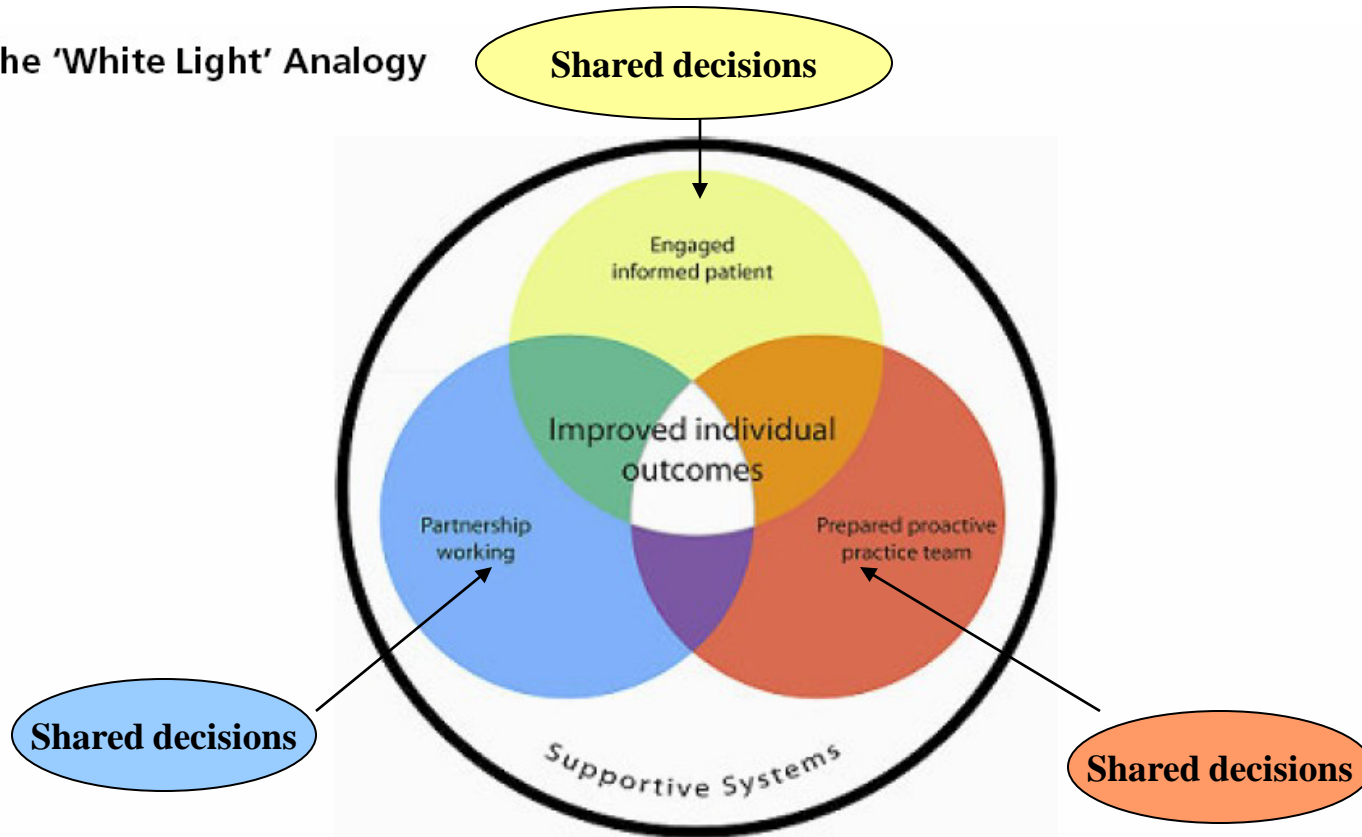 he 'White Light' Analogy
Shared decisions
Engaged
informed patient
Improved individual
outcomes
Partnership
working
Prepared proactive
practice team
Shared decisions
Supportive Systems
Shared decisions